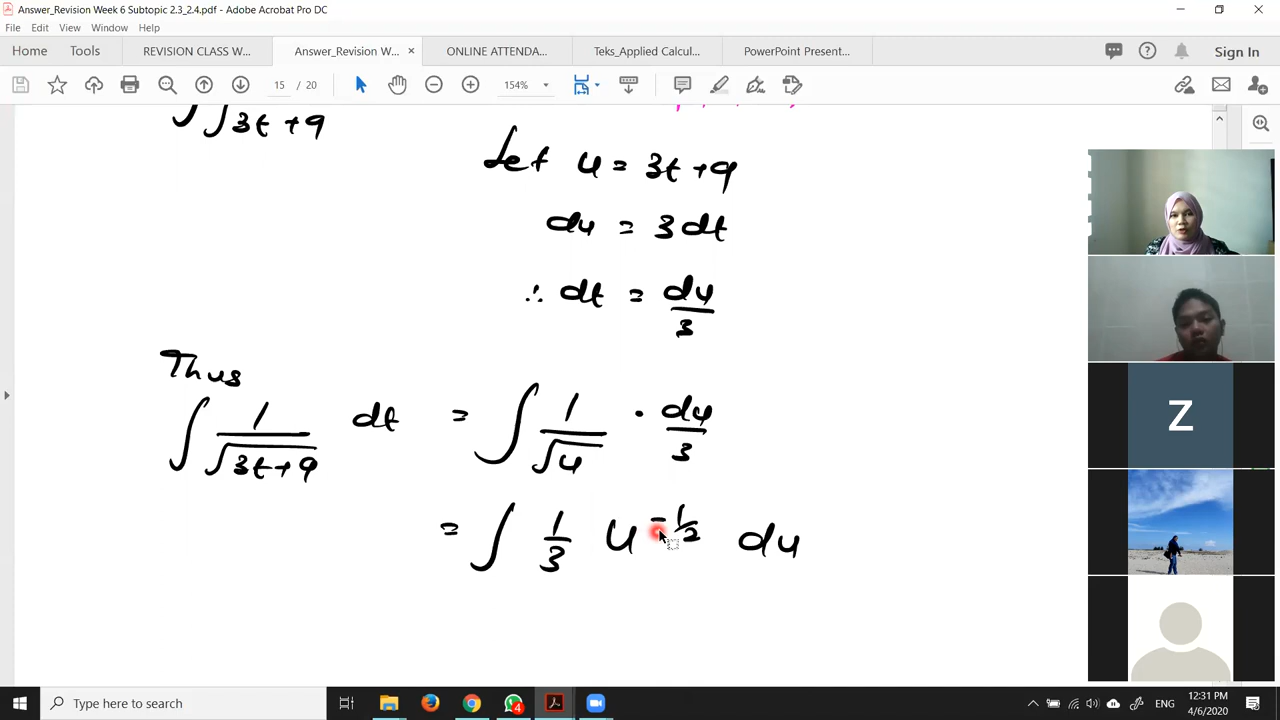 Answer_Revision Week 6 Subtopic 2.3_2.4.pdf - Adobe Acrobat Pro DC
File Edit View Window Help
Home Tools REVISION CLASS W... Answer_Revision W... × ONLINE ATTENDA... Teks_Applied Calcul... PowerPoint Present... Sign In
15 / 20 154%
∫ √3t+9
Let u = 3t+9
du = 3dt
∴ dt = du/3
Thus
∫ 1/√3t+9 dt = ∫ 1/√u · du/3
= ∫ 1/3 u^-1/2 du
Z
Type here to search
4
ENG
12:31 PM
4/6/2020
3